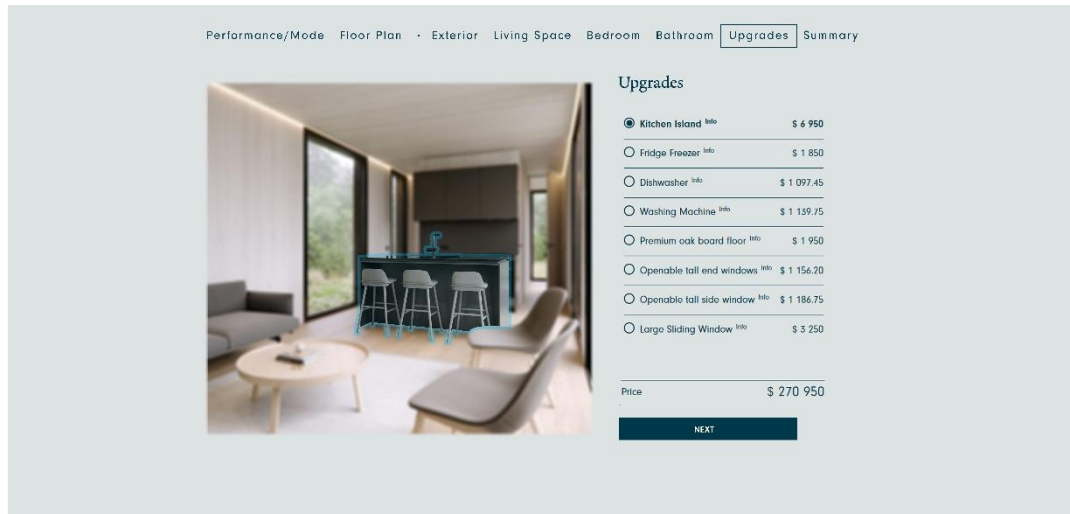 Performance/Mode Floor Plan · Exterior Living Space Bedroom Bathroom Upgrades Summary
Upgrades
Kitchen Island Info $ 6 950
Fridge Freezer Info $ 1 850
Dishwasher Info $ 1 097.45
Washing Machine Info $ 1 139.75
Premium oak board floor Info $ 1 950
Openable tall end windows Info $ 1 156.20
Openable tall side window Info $ 1 186.75
Large Sliding Window Info $ 3 250
Price $ 270 950
NEXT